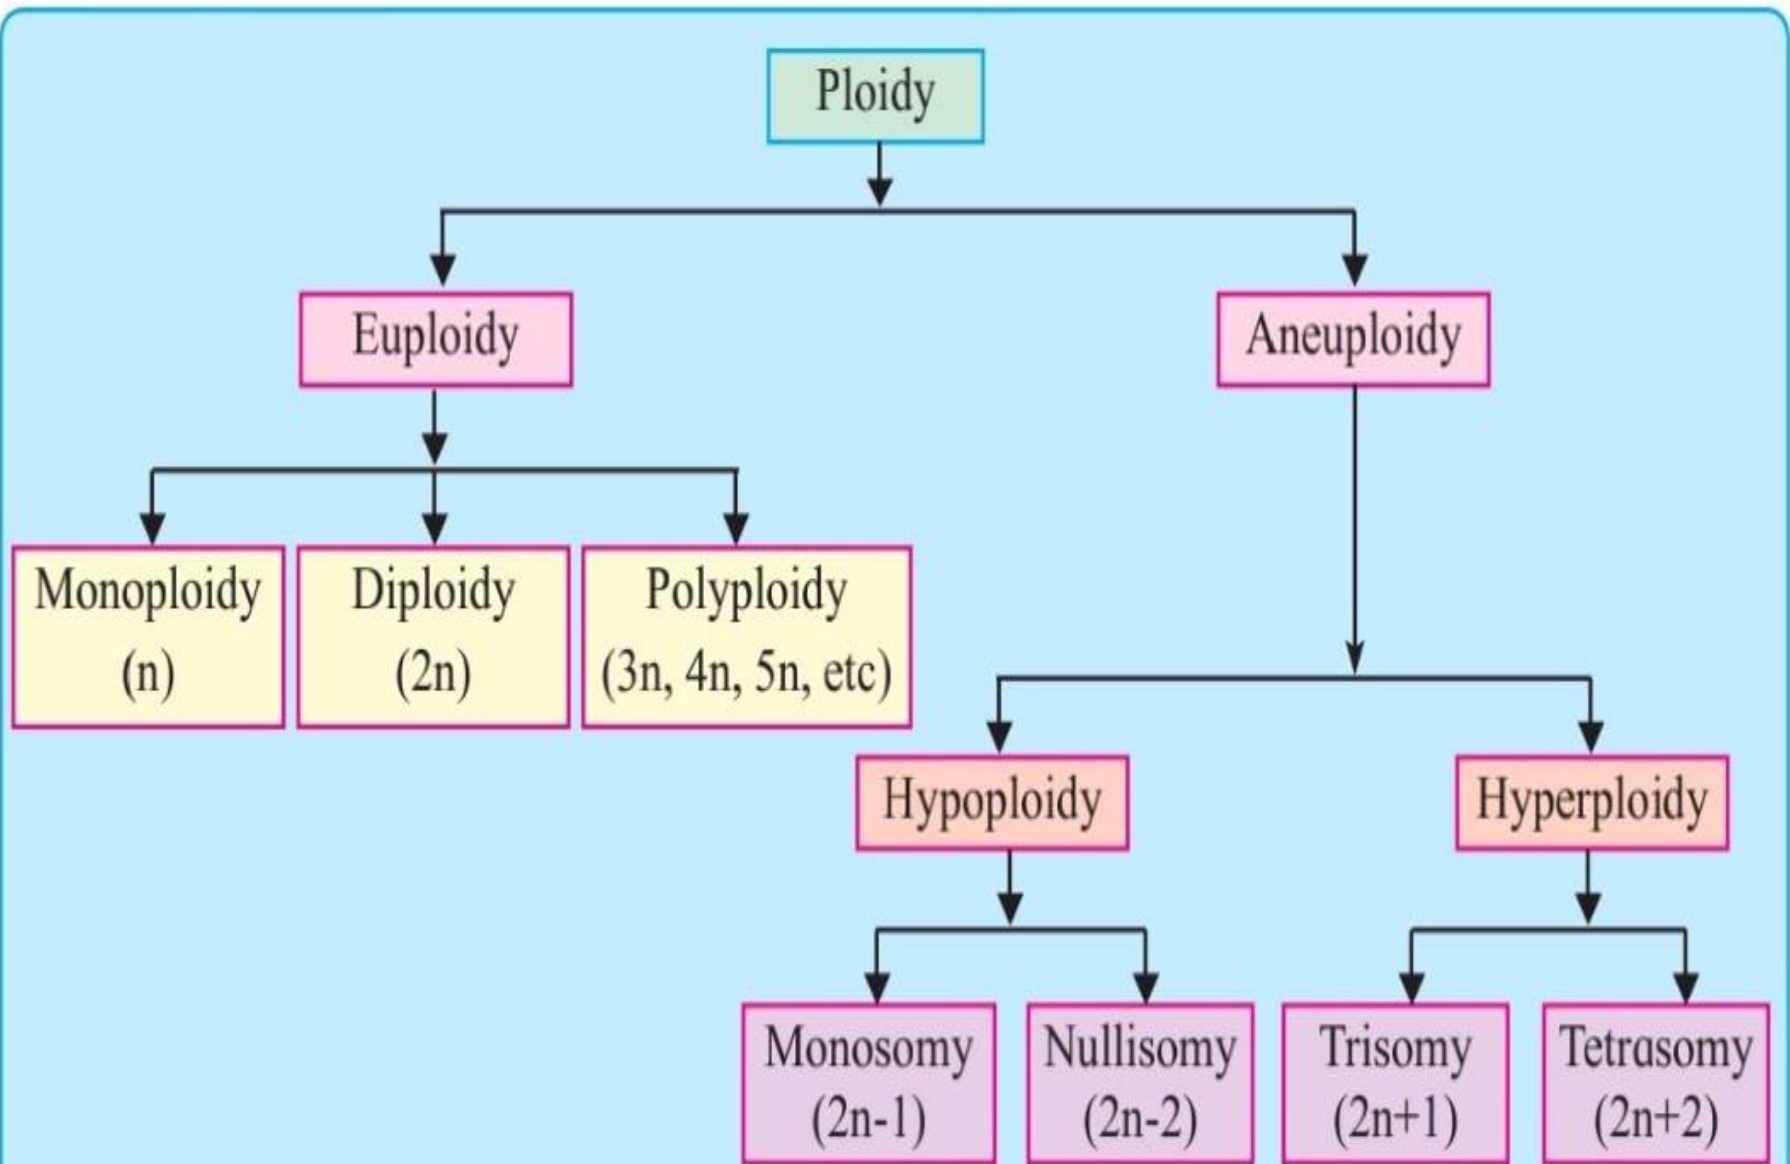 Ploidy
Euploidy
Aneuploidy
Monoploidy
(n)
Diploidy
(2n)
Polyploidy
(3n, 4n, 5n, etc)
Hypoploidy
Hyperploidy
Monosomy
(2n-1)
Nullisomy
(2n-2)
Trisomy
(2n+1)
Tetrasomy
(2n+2)